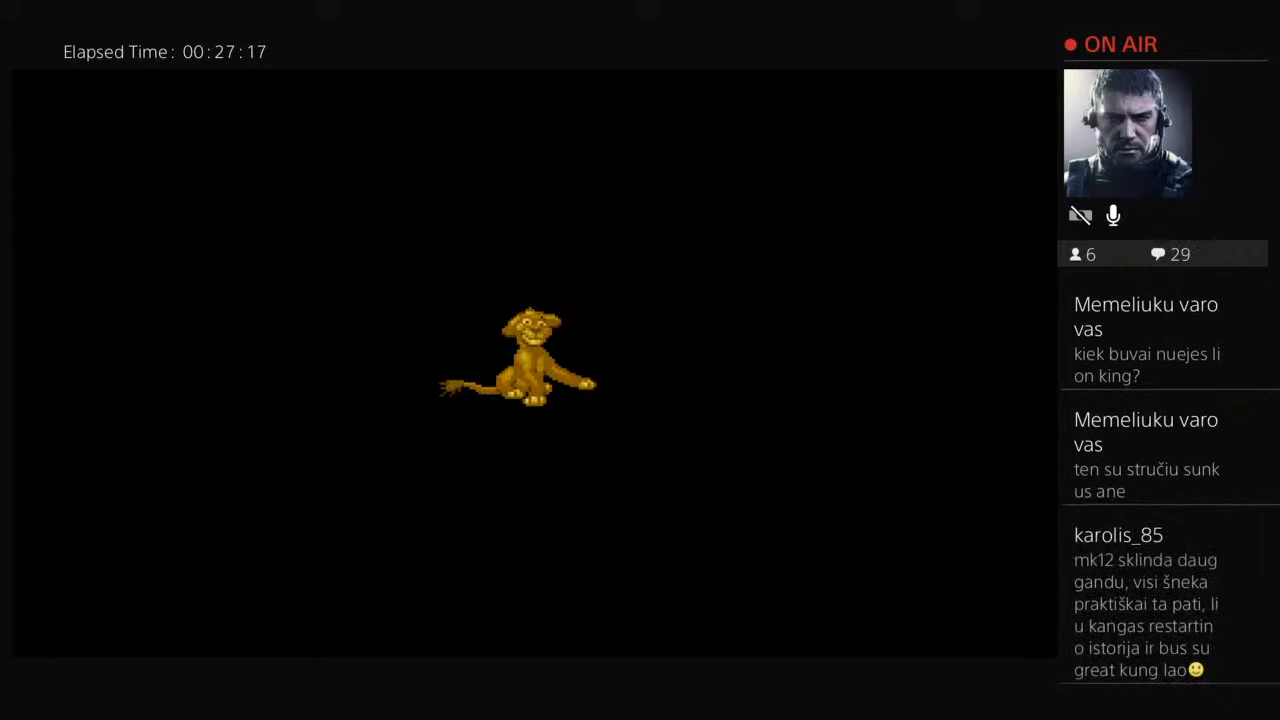 Elapsed Time: 00:27:17
ON AIR
6 29
Memeliuku varo
vas
kiek buvai nuejes li
on king?
Memeliuku varo
vas
ten su stručiu sunk
us ane
karolis_85
mk12 sklinda daug
gandu, visi šneka
praktiškai ta pati, li
u kangas restartin
o istorija ir bus su
great kung lao🙂